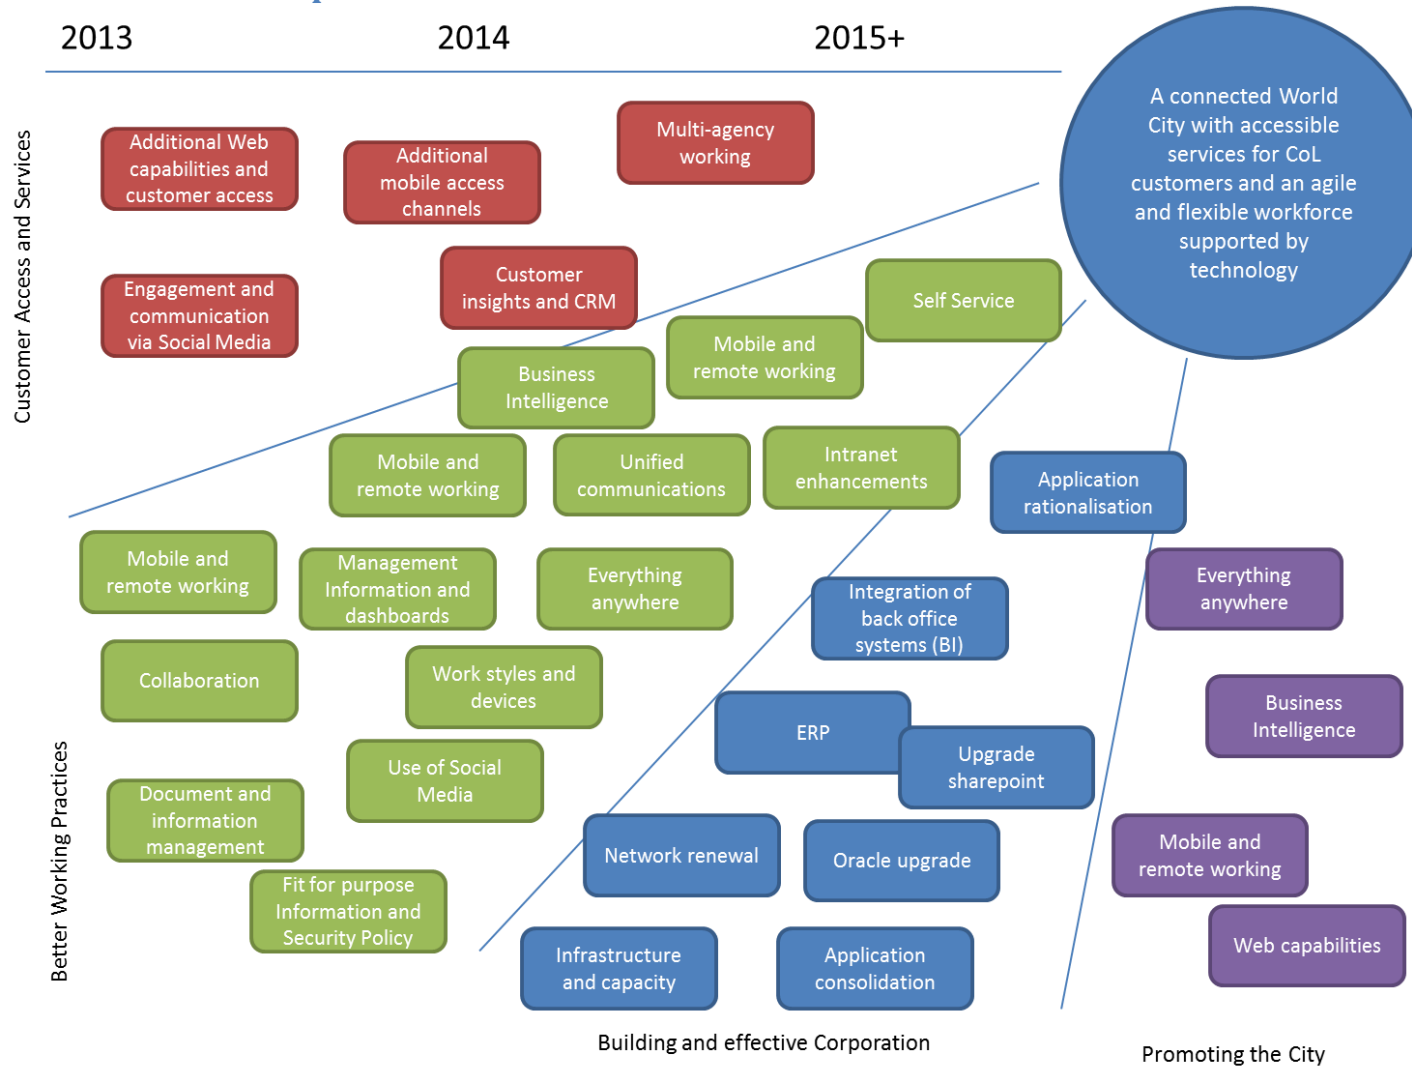 2013
2014
2015+
A connected World
City with accessible
services for CoL
customers and an agile
and flexible workforce
supported by
technology
Customer Access and Services
Additional Web
capabilities and
customer access
Additional
mobile access
channels
Multi-agency
working
Engagement and
communication
via Social Media
Customer
insights and CRM
Self Service
Mobile and
remote working
Business
Intelligence
Mobile and
remote working
Unified
communications
Intranet
enhancements
Application
rationalisation
Better Working Practices
Mobile and
remote working
Management
Information and
dashboards
Everything
anywhere
Integration of
back office
systems (BI)
Everything
anywhere
Collaboration
Work styles and
devices
ERP
Upgrade
sharepoint
Business
Intelligence
Document and
information
management
Use of Social
Media
Network renewal
Oracle upgrade
Mobile and
remote working
Fit for purpose
Information and
Security Policy
Infrastructure
and capacity
Application
consolidation
Web capabilities
Building and effective Corporation
Promoting the City